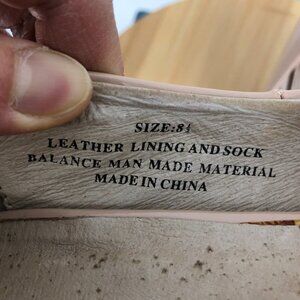 SIZE:8½
LEATHER LINING AND SOCK
BALANCE MAN MADE MATERIAL
MADE IN CHINA